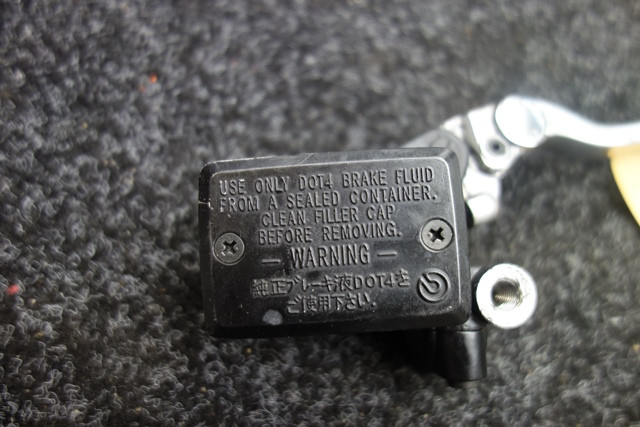 USE ONLY DOT4 BRAKE FLUID
FROM A SEALED CONTAINER.
CLEAN FILLER CAP
BEFORE REMOVING.
— WARNING —
純正ブレーキ液DOT4を
ご使用下さい.